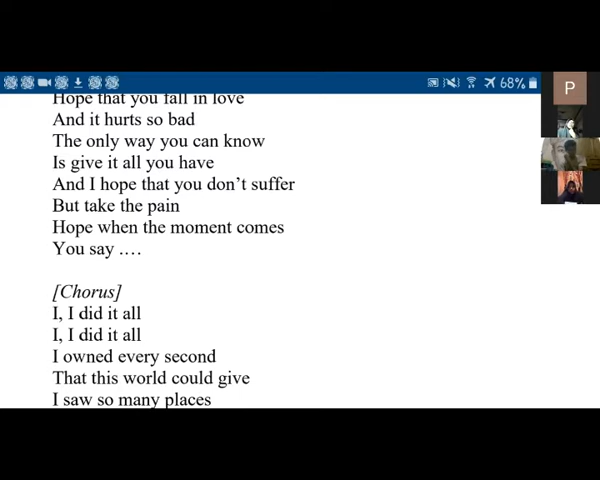 68%
P
Hope that you fall in love
And it hurts so bad
The only way you can know
Is give it all you have
And I hope that you don't suffer
But take the pain
Hope when the moment comes
You say ....
[Chorus]
I, I did it all
I, I did it all
I owned every second
That this world could give
I saw so many places